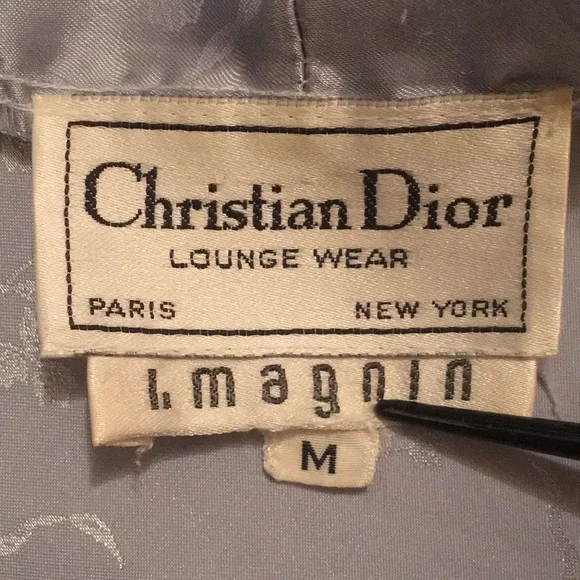 Christian Dior
LOUNGE WEAR
PARIS NEW YORK
I. magnin
M